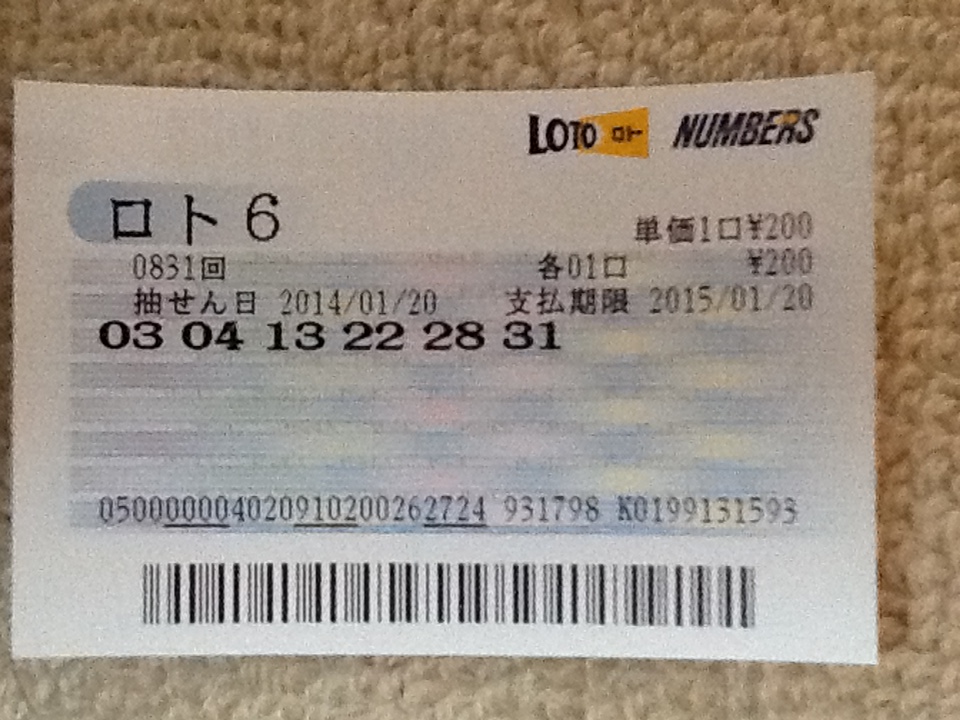 LOTO ロト NUMBERS
ロト6
単価1口¥200
0831回 各01口 ¥200
抽せん日 2014/01/20 支払期限 2015/01/20
03 04 13 22 28 31
050000004020910200262724 931798 K0199131593